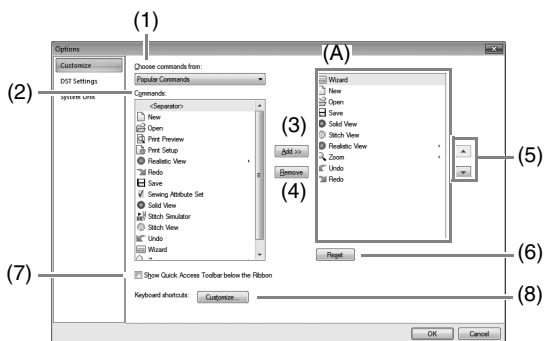 (1)
Options
(A)
Customize
DST Settings
System Unit
Choose commands from:
Popular Commands
(2)
Commands:
<Separator>
New
Open
Print Preview
Print Setup
Realistic View
Redo
Save
Sewing Attribute Set
Solid View
Stitch Simulator
Stitch View
Undo
Wizard
(3)
Add >>
Remove
(4)
Wizard
New
Open
Save
Solid View
Stitch View
Realistic View
Zoom
Undo
Redo
(5)
Reset
(6)
(7)
Show Quick Access Toolbar below the Ribbon
Keyboard shortcuts:
Customize...
(8)
OK
Cancel